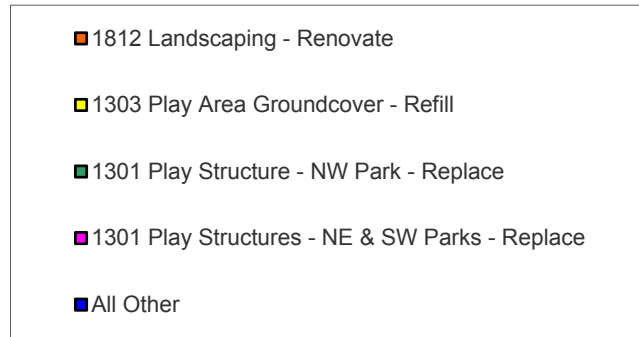 1812 Landscaping - Renovate
1303 Play Area Groundcover - Refill
1301 Play Structure - NW Park - Replace
1301 Play Structures - NE & SW Parks - Replace
All Other